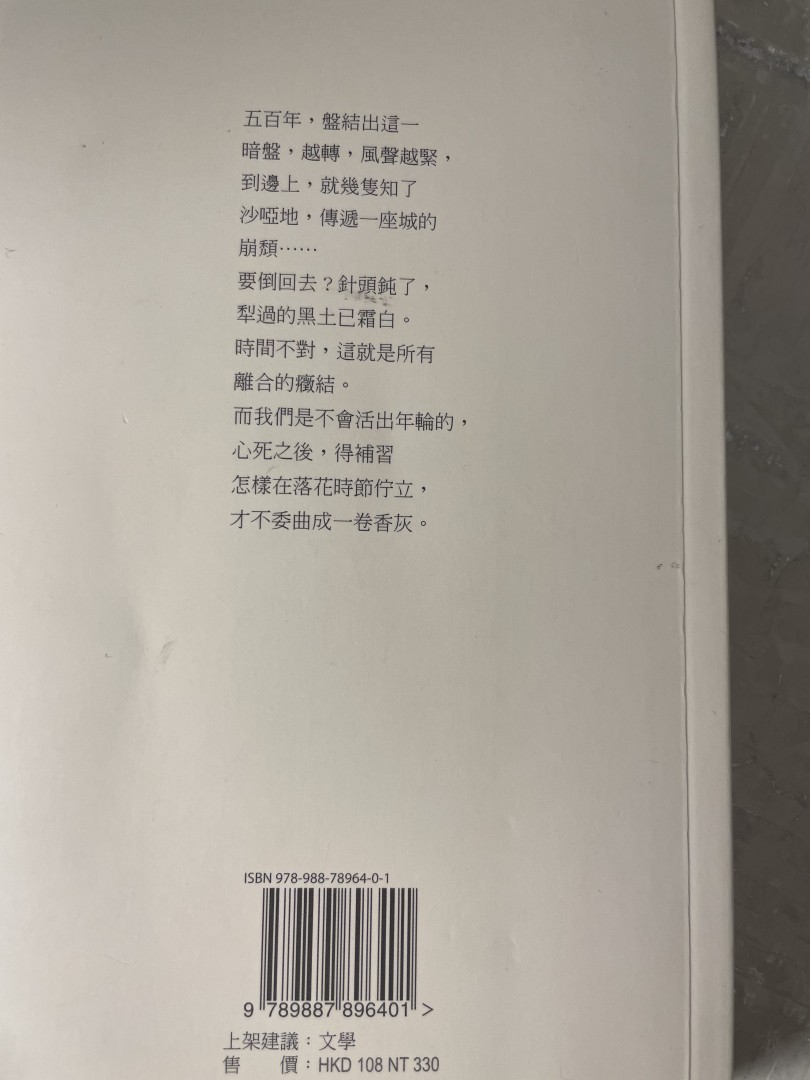 五百年，盤結出這一
暗盤，越轉，風聲越緊，
到邊上，就幾隻知了
沙啞地，傳遞一座城的
崩頹⋯⋯
要倒回去？針頭鈍了，
犁過的黑土已霜白。
時間不對，這就是所有
離合的癥結。
而我們是不會活出年輪的，
心死之後，得補習
怎樣在落花時節佇立，
才不委曲成一卷香灰。
ISBN 978-988-78964-0-1
9 789887 896401 >
上架建議：文學
售　　價：HKD 108 NT 330